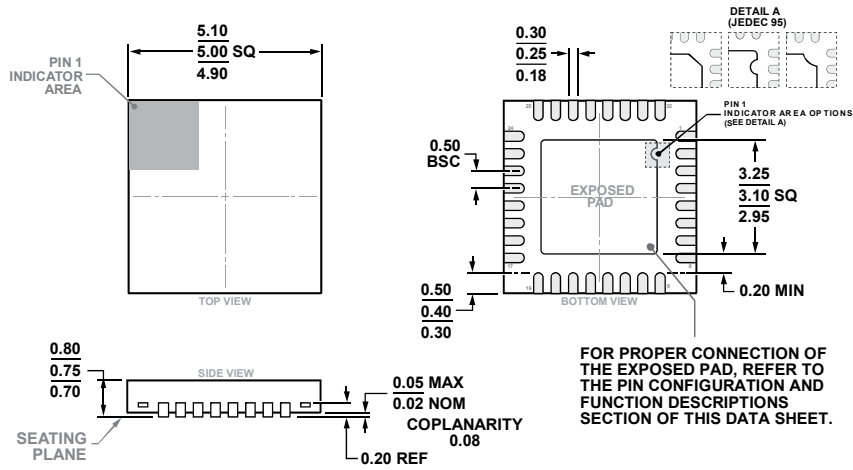 DETAIL A
(JEDEC 95)
5.10
5.00 SQ
4.90
PIN 1
INDICATOR
AREA
0.30
0.25
0.18
PIN 1
INDICATOR AREA OPTIONS
(SEE DETAIL A)
25
32
24
1
0.50
BSC
EXPOSED
PAD
3.25
3.10 SQ
2.95
17
8
16
9
TOP VIEW
BOTTOM VIEW
0.50
0.40
0.30
0.20 MIN
0.80
0.75
0.70
SIDE VIEW
0.05 MAX
0.02 NOM
COPLANARITY
0.08
SEATING
PLANE
0.20 REF
FOR PROPER CONNECTION OF
THE EXPOSED PAD, REFER TO
THE PIN CONFIGURATION AND
FUNCTION DESCRIPTIONS
SECTION OF THIS DATA SHEET.